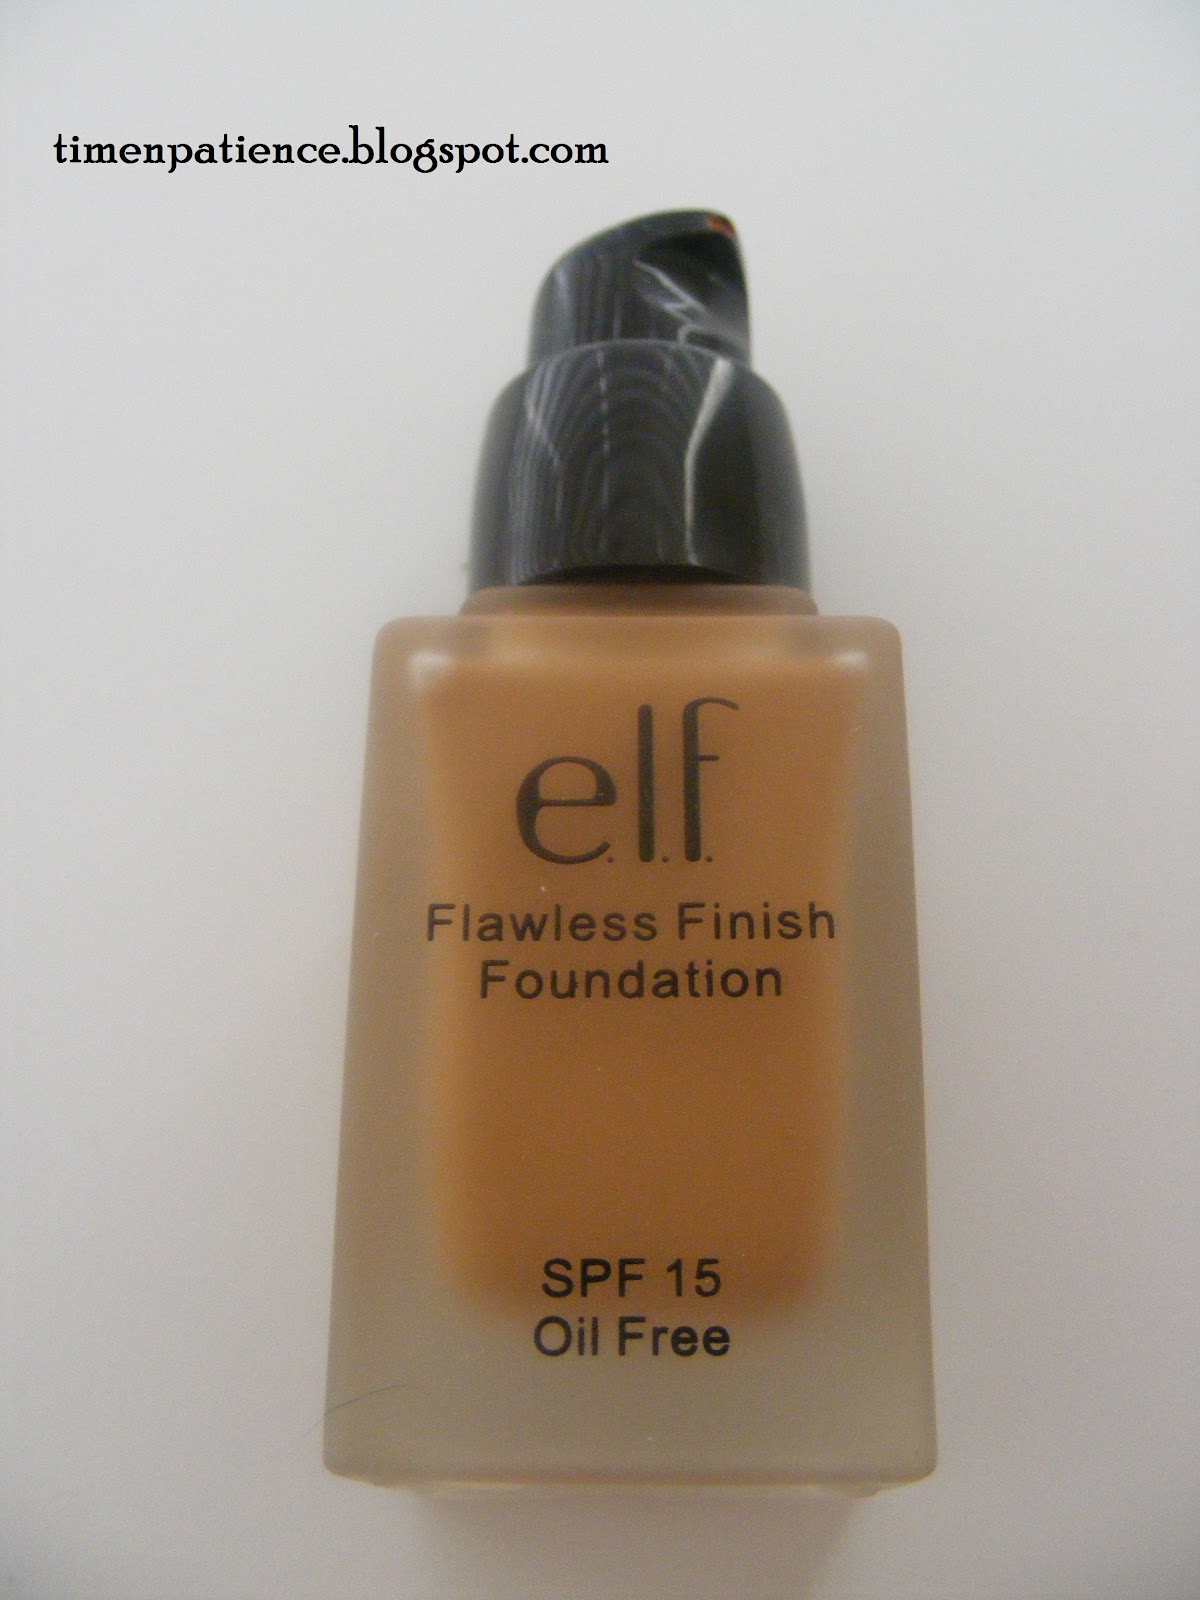 timenpatience.blogspot.com
e.l.f.
Flawless Finish
Foundation
SPF 15
Oil Free